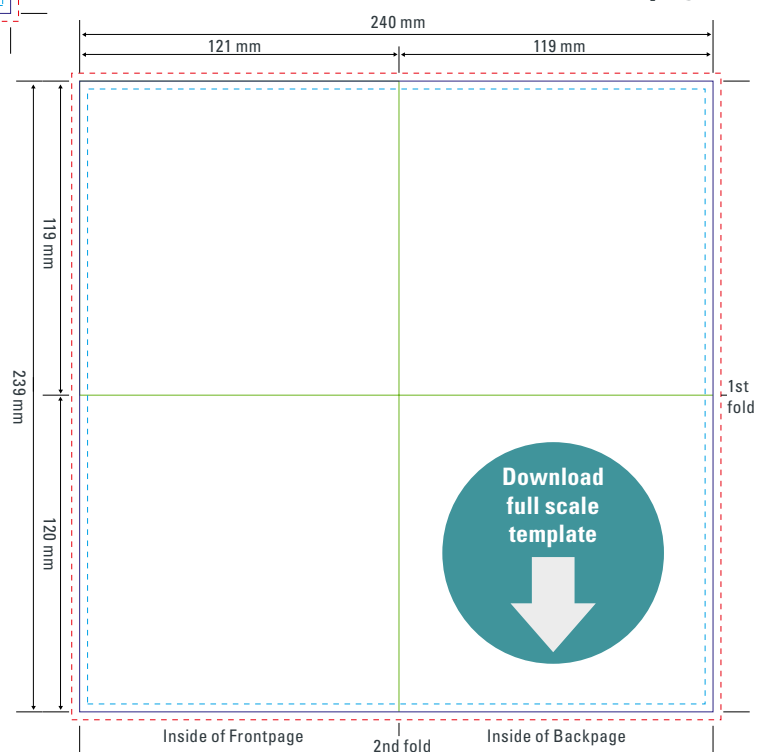 240 mm
121 mm
119 mm
119 mm
239 mm
1st
fold
120 mm
Download
full scale
template
Inside of Frontpage
2nd fold
Inside of Backpage